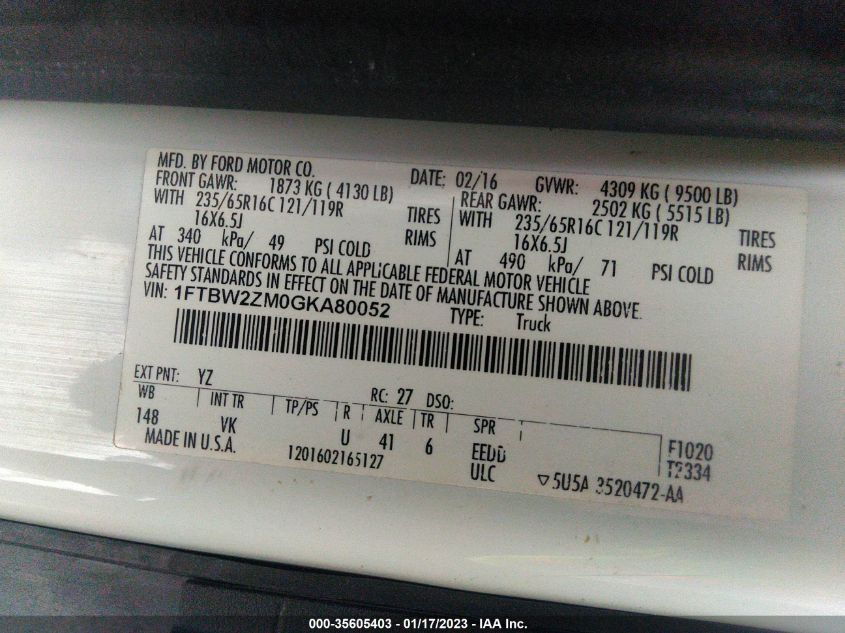 MFD. BY FORD MOTOR CO. DATE: 02/16 GVWR: 4309 KG ( 9500 LB)
FRONT GAWR: 1873 KG ( 4130 LB) REAR GAWR: 2502 KG ( 5515 LB)
WITH 235/65R16C 121/119R TIRES WITH 235/65R16C 121/119R TIRES
16X6.5J RIMS 16X6.5J RIMS
AT 340 kPa/ 49 PSI COLD AT 490 kPa/ 71 PSI COLD
THIS VEHICLE CONFORMS TO ALL APPLICABLE FEDERAL MOTOR VEHICLE
SAFETY STANDARDS IN EFFECT ON THE DATE OF MANUFACTURE SHOWN ABOVE.
VIN: 1FTBW2ZM0GKA80052 TYPE: Truck
EXT PNT: YZ RC: 27 DSO:
WB INT TR TP/PS R AXLE TR SPR
148 VK U 41 6 EEDD F1020
MADE IN U.S.A. 1201602165127 ULC T2334
▽5U5A 3520472-AA
000-35605403 - 01/17/2023 - IAA Inc.